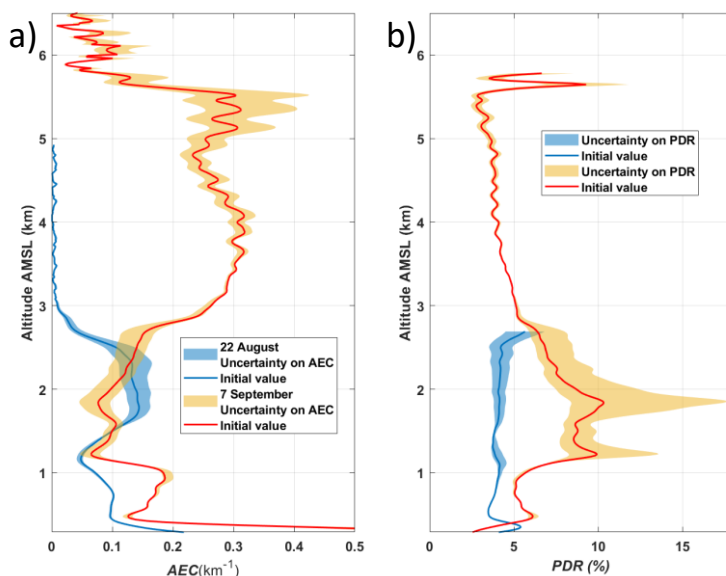 a)
6
5
4
3
2
1
Altitude AMSL (km)
22 August
Uncertainty on AEC
Initial value
7 September
Uncertainty on AEC
Initial value
0
0.1
0.2
0.3
0.4
0.5
AEC(km⁻¹)
b)
6
5
4
3
2
1
Altitude AMSL (km)
Uncertainty on PDR
Initial value
Uncertainty on PDR
Initial value
0
5
10
15
PDR (%)